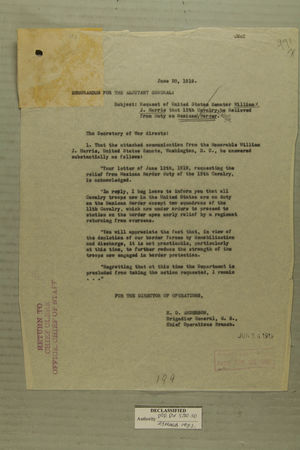 June 20, 1919.
MEMORANDUM FOR THE ADJUTANT GENERAL:
Subject: Request of United States Senator William
J. Harris that 15th Cavalry be Relieved
from Duty on Mexican Border.
The Secretary of War directs:
1. That the attached communication from the Honorable William
J. Harris, United States Senate, Washington, D. C., be answered
substantially as follows:
"Your letter of June 12th, 1919, requesting the
relief from Mexican Border duty of the 15th Cavalry,
is acknowledged.
"In reply, I beg leave to inform you that all
Cavalry troops now in the United States are on duty
on the Mexican Border except two squadrons of the
11th Cavalry, which are under orders to proceed to
station on the border upon early relief by a regiment
returning from overseas.
"You will appreciate the fact that, in view
of the depletion of our border forces by demobilization
and discharge, it is not practicable, particularly
at this time, to further reduce the strength of the
troops now engaged in border protection.
"Regretting that at this time the Department is
precluded from taking the action requested, I remain
. . . "
FOR THE DIRECTOR OF OPERATIONS,
E. D. ANDERSON,
Brigadier General, G. S.,
Chief Operations Branch.
RETURN TO
CHIEF CLERK
OFFICE CHIEF OF STAFF
199
DECLASSIFIED
Authority